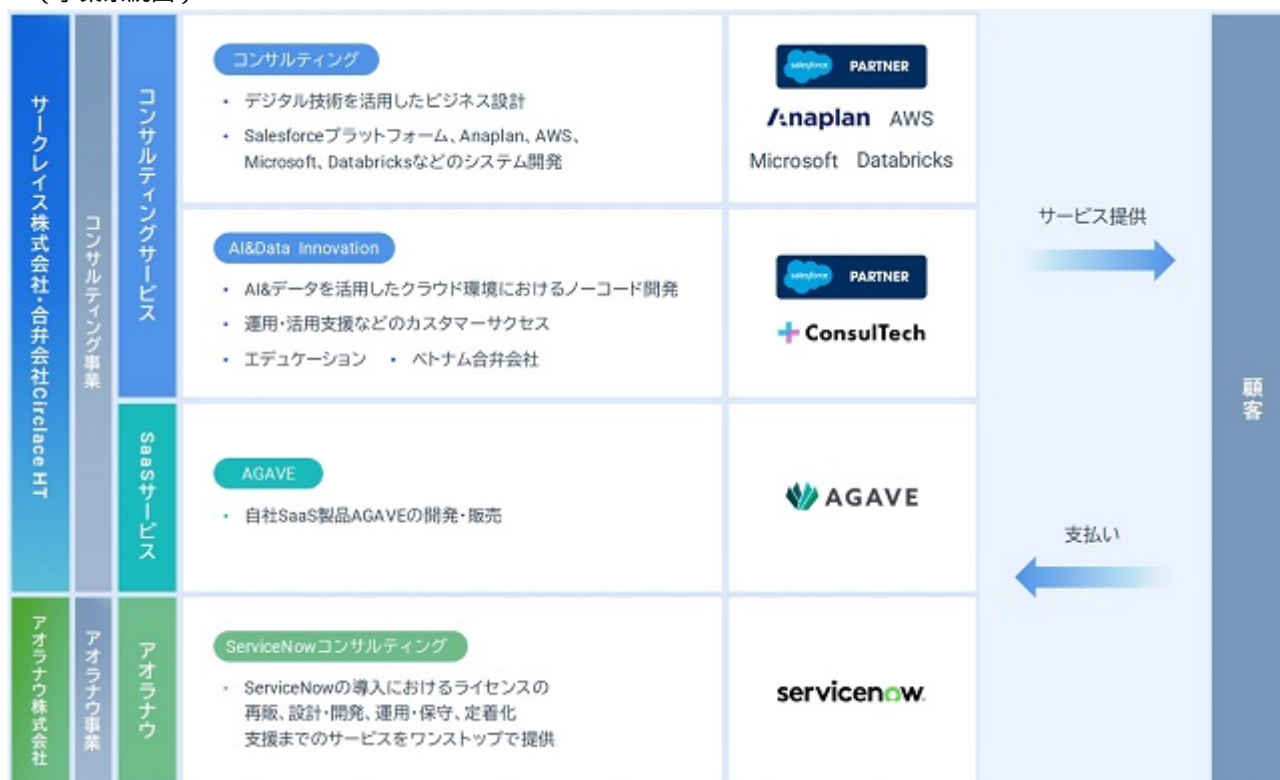 (事業系統図)
サークレイス株式会社・合弁会社Circlace HT
コンサルティング事業
コンサルティングサービス
コンサルティング
• デジタル技術を活用したビジネス設計
• Salesforceプラットフォーム、Anaplan、AWS、
Microsoft、Databricksなどのシステム開発
salesforce PARTNER
Anaplan AWS
Microsoft Databricks
AI&Data Innovation
• AI&データを活用したクラウド環境におけるノーコード開発
• 運用・活用支援などのカスタマーサクセス
• エデュケーション • ベトナム合弁会社
salesforce PARTNER
ConsulTech
SaaSサービス
AGAVE
• 自社SaaS製品AGAVEの開発・販売
AGAVE
アオラナウ株式会社
アオラナウ事業
アオラナウ
ServiceNowコンサルティング
• ServiceNowの導入におけるライセンスの
再販、設計・開発、運用・保守、定着化
支援までのサービスをワンストップで提供
servicenow.
サービス提供
支払い
顧客